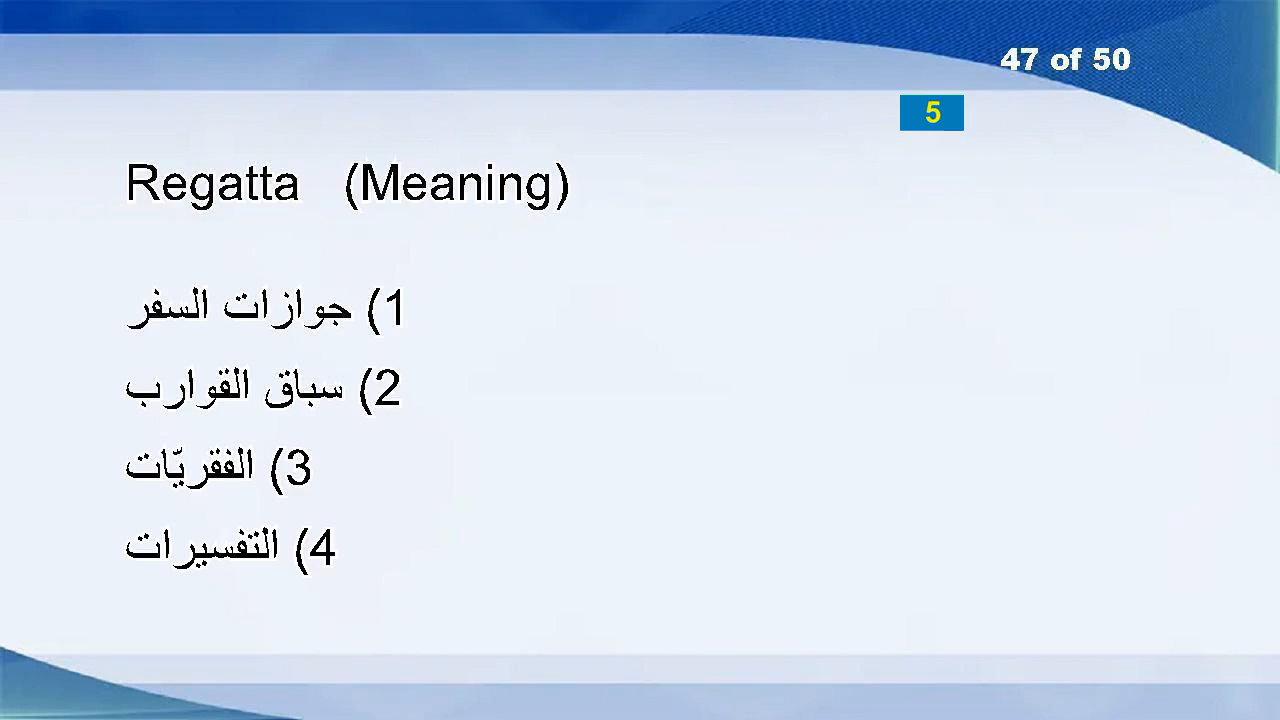 47 of 50
5
Regatta (Meaning)
1) جوازات السفر
2) سباق القوارب
3) الفقريّات
4) التفسيرات